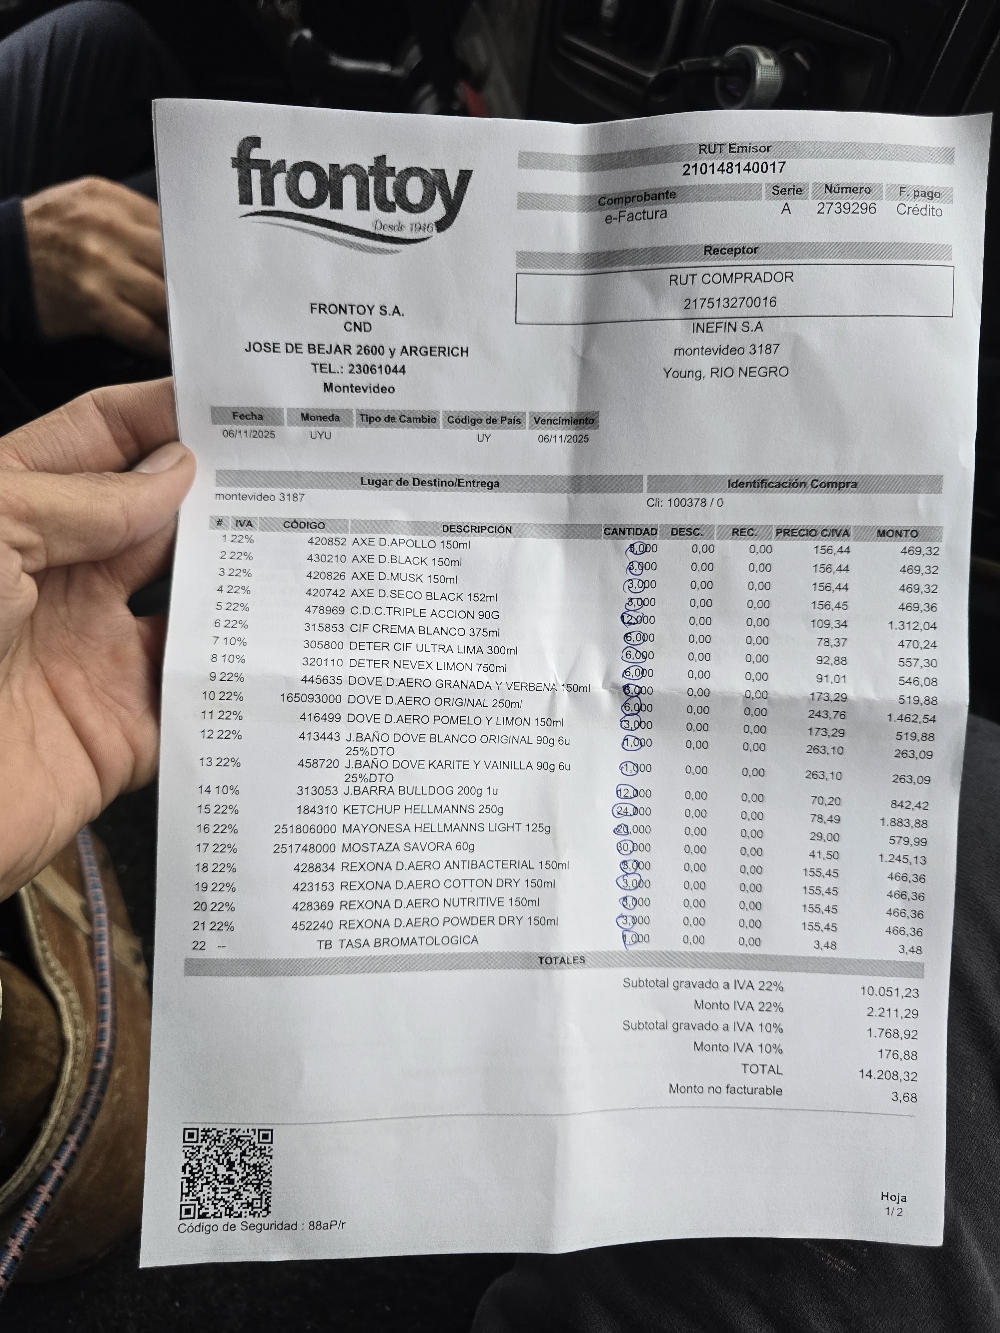 frontoy
Desde 1946
RUT Emisor
210148140017
Comprobante Serie Número F. pago
e-Factura A 2739296 Crédito
Receptor
RUT COMPRADOR
217513270016
INEFIN S.A
montevideo 3187
Young, RIO NEGRO
FRONTOY S.A.
CND
JOSE DE BEJAR 2600 y ARGERICH
TEL.: 23061044
Montevideo
Fecha Moneda Tipo de Cambio Código de País Vencimiento
06/11/2025 UYU UY 06/11/2025
Lugar de Destino/Entrega Identificación Compra
montevideo 3187 Cli: 100378 / 0
# IVA CÓDIGO DESCRIPCIÓN CANTIDAD DESC. REC. PRECIO C/IVA MONTO
1 22% 420852 AXE D.APOLLO 150ml 3,000 0,00 0,00 156,44 469,32
2 22% 430210 AXE D.BLACK 150ml 3,000 0,00 0,00 156,44 469,32
3 22% 420826 AXE D.MUSK 150ml 3,000 0,00 0,00 156,44 469,32
4 22% 420742 AXE D.SECO BLACK 152ml 3,000 0,00 0,00 156,45 469,36
5 22% 478969 C.D.C.TRIPLE ACCION 90G 12,000 0,00 0,00 109,34 1.312,04
6 22% 315853 CIF CREMA BLANCO 375ml 6,000 0,00 0,00 78,37 470,24
7 10% 305800 DETER CIF ULTRA LIMA 300ml 6,000 0,00 0,00 92,88 557,30
8 10% 320110 DETER NEVEX LIMON 750ml 6,000 0,00 0,00 91,01 546,08
9 22% 445635 DOVE D.AERO GRANADA Y VERBENA 150ml 3,000 0,00 0,00 173,29 519,88
10 22% 165093000 DOVE D.AERO ORIGINAL 250ml 6,000 0,00 0,00 243,76 1.462,54
11 22% 416499 DOVE D.AERO POMELO Y LIMON 150ml 3,000 0,00 0,00 173,29 519,88
12 22% 413443 J.BAÑO DOVE BLANCO ORIGINAL 90g 6u 1,000 0,00 0,00 263,10 263,09
25%DTO
13 22% 458720 J.BAÑO DOVE KARITE Y VAINILLA 90g 6u 1,000 0,00 0,00 263,10 263,09
25%DTO
14 10% 313053 J.BARRA BULLDOG 200g 1u 12,000 0,00 0,00 70,20 842,42
15 22% 184310 KETCHUP HELLMANNS 250g 24,000 0,00 0,00 78,49 1.883,88
16 22% 251806000 MAYONESA HELLMANNS LIGHT 125g 20,000 0,00 0,00 29,00 579,99
17 22% 251748000 MOSTAZA SAVORA 60g 30,000 0,00 0,00 41,50 1.245,13
18 22% 428834 REXONA D.AERO ANTIBACTERIAL 150ml 3,000 0,00 0,00 155,45 466,36
19 22% 423153 REXONA D.AERO COTTON DRY 150ml 3,000 0,00 0,00 155,45 466,36
20 22% 428369 REXONA D.AERO NUTRITIVE 150ml 3,000 0,00 0,00 155,45 466,36
21 22% 452240 REXONA D.AERO POWDER DRY 150ml 3,000 0,00 0,00 155,45 466,36
22 -- TB TASA BROMATOLOGICA 1,000 0,00 0,00 3,48 3,48
TOTALES
Subtotal gravado a IVA 22% 10.051,23
Monto IVA 22% 2.211,29
Subtotal gravado a IVA 10% 1.768,92
Monto IVA 10% 176,88
TOTAL 14.208,32
Monto no facturable 3,68
Código de Seguridad : 88aP/r
Hoja
1/ 2